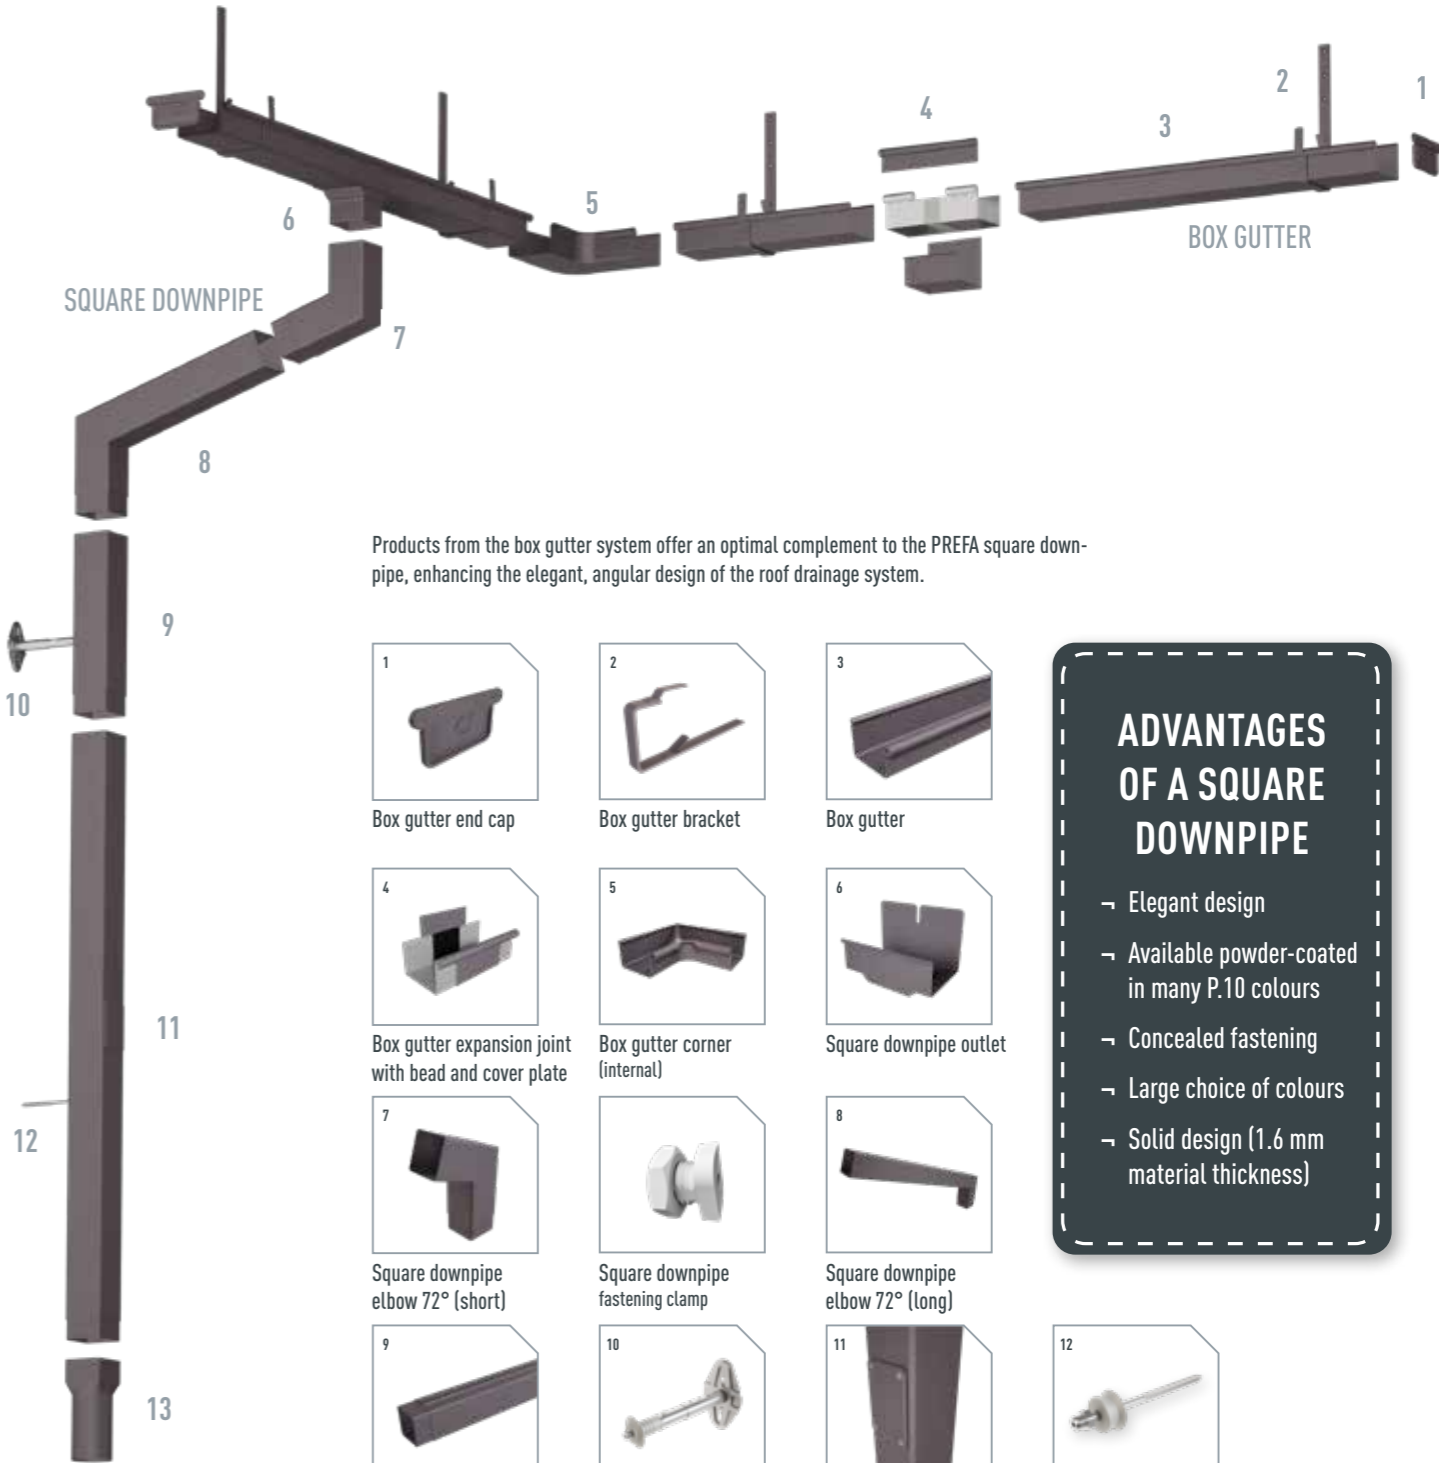 2
1
4
3
5
6
BOX GUTTER
SQUARE DOWNPIPE
7
8
9
10
11
12
13
Products from the box gutter system offer an optimal complement to the PREFA square down-
pipe, enhancing the elegant, angular design of the roof drainage system.
1
Box gutter end cap
2
Box gutter bracket
3
Box gutter
4
Box gutter expansion joint
with bead and cover plate
5
Box gutter corner
(internal)
6
Square downpipe outlet
7
Square downpipe
elbow 72° (short)
Square downpipe
fastening clamp
8
Square downpipe
elbow 72° (long)
9
10
11
12
ADVANTAGES
OF A SQUARE
DOWNPIPE
¬ Elegant design
¬ Available powder-coated
in many P.10 colours
¬ Concealed fastening
¬ Large choice of colours
¬ Solid design (1.6 mm
material thickness)